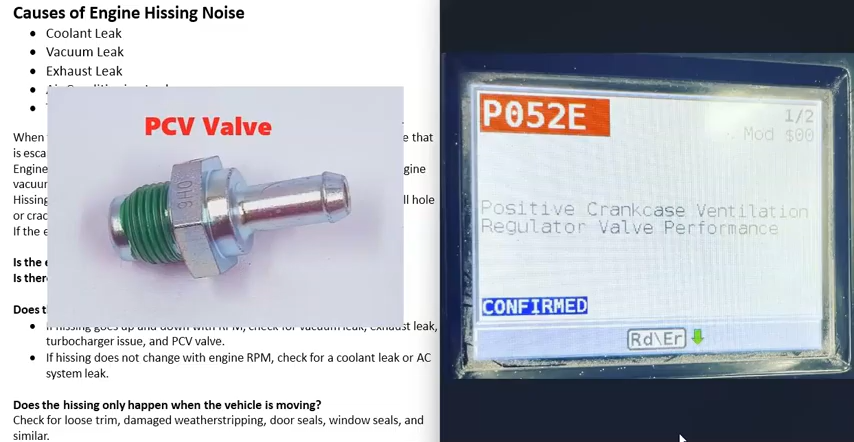 Causes of Engine Hissing Noise
• Coolant Leak
• Vacuum Leak
• Exhaust Leak
PCV Valve
When
e that
is esca
Engine
gine
vacuur
Hissing
ll hole
or crac
If the e
Is the e
Is ther
Does t
• If hissing goes up and down with RPM, check for vacuum leak, exhaust leak,
turbocharger issue, and PCV valve.
• If hissing does not change with engine RPM, check for a coolant leak or AC
system leak.
Does the hissing only happen when the vehicle is moving?
Check for loose trim, damaged weatherstripping, door seals, window seals, and
similar.
P052E
1/2
Mod $00
Positive Crankcase Ventilation
Regulator Valve Performance
CONFIRMED
Rd\Er